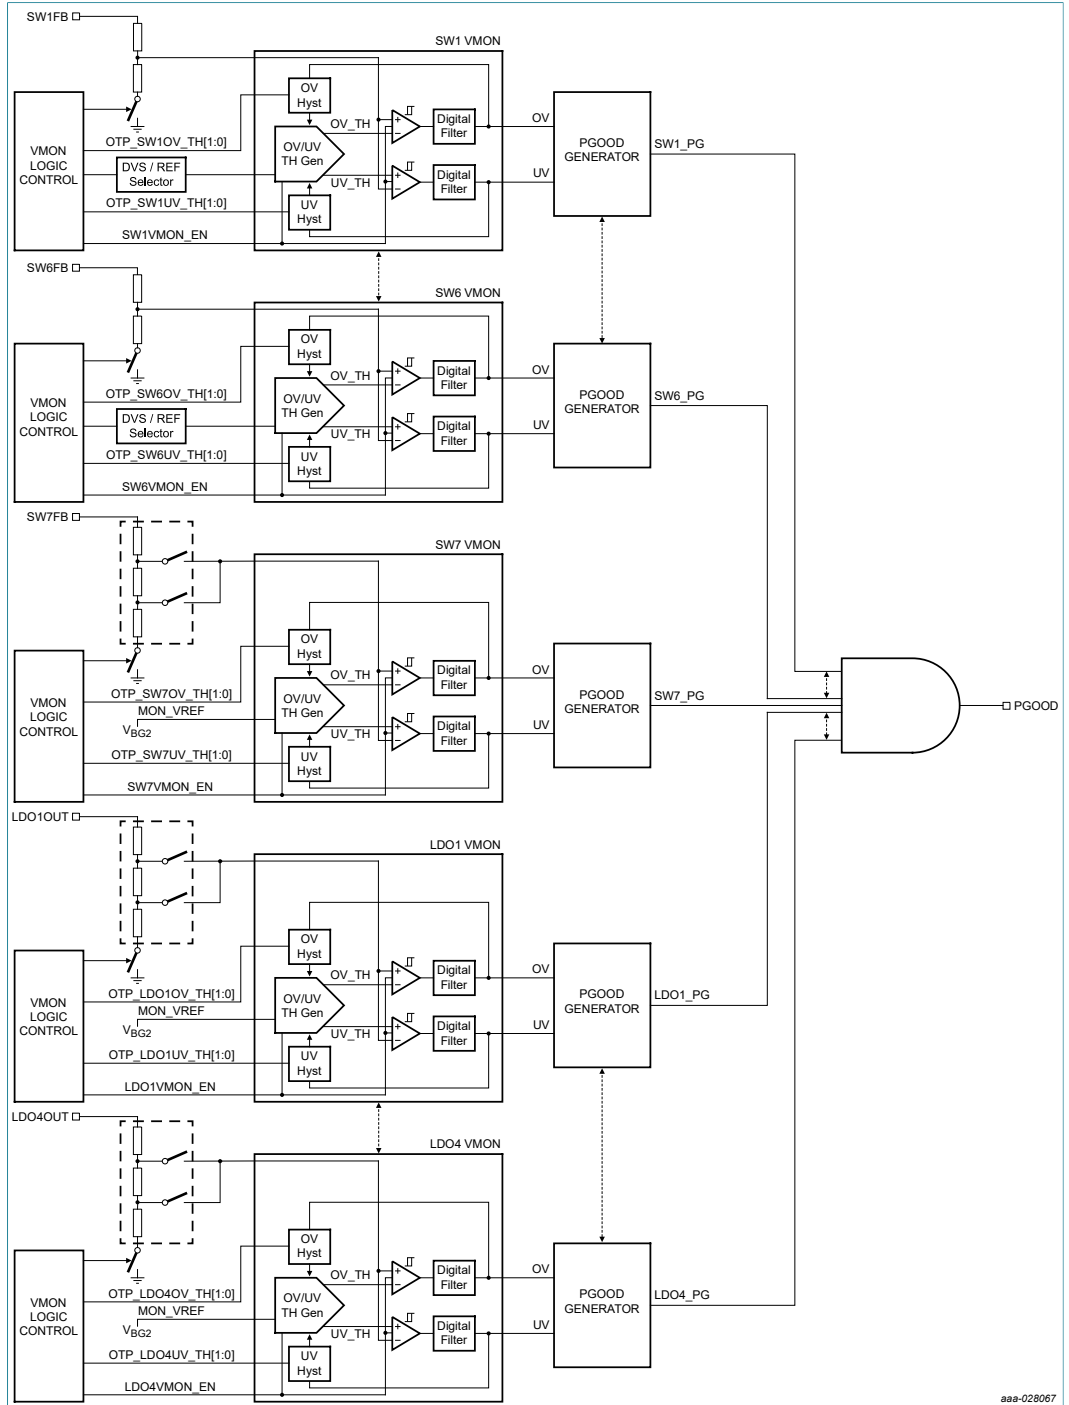 SW1FB
SW1 VMON
VMON
LOGIC
CONTROL
OTP_SW1OV_TH[1:0]
DVS / REF
Selector
OTP_SW1UV_TH[1:0]
SW1VMON_EN
OV
Hyst
OV/UV
TH Gen
UV
Hyst
OV_TH
UV_TH
+
−
+
−
Digital
Filter
Digital
Filter
OV
UV
PGOOD
GENERATOR
SW1_PG
SW6FB
SW6 VMON
VMON
LOGIC
CONTROL
OTP_SW6OV_TH[1:0]
DVS / REF
Selector
OTP_SW6UV_TH[1:0]
SW6VMON_EN
OV
Hyst
OV/UV
TH Gen
UV
Hyst
OV_TH
UV_TH
+
−
+
−
Digital
Filter
Digital
Filter
OV
UV
PGOOD
GENERATOR
SW6_PG
SW7FB
SW7 VMON
VMON
LOGIC
CONTROL
OTP_SW7OV_TH[1:0]
MON_VREF
VBG2
OTP_SW7UV_TH[1:0]
SW7VMON_EN
OV
Hyst
OV/UV
TH Gen
UV
Hyst
OV_TH
UV_TH
+
−
+
−
Digital
Filter
Digital
Filter
OV
UV
PGOOD
GENERATOR
SW7_PG
PGOOD
LDO1OUT
LDO1 VMON
VMON
LOGIC
CONTROL
OTP_LDO1OV_TH[1:0]
MON_VREF
VBG2
OTP_LDO1UV_TH[1:0]
LDO1VMON_EN
OV
Hyst
OV/UV
TH Gen
UV
Hyst
OV_TH
UV_TH
+
−
+
−
Digital
Filter
Digital
Filter
OV
UV
PGOOD
GENERATOR
LDO1_PG
LDO4OUT
LDO4 VMON
VMON
LOGIC
CONTROL
OTP_LDO4OV_TH[1:0]
MON_VREF
VBG2
OTP_LDO4UV_TH[1:0]
LDO4VMON_EN
OV
Hyst
OV/UV
TH Gen
UV
Hyst
OV_TH
UV_TH
+
−
+
−
Digital
Filter
Digital
Filter
OV
UV
PGOOD
GENERATOR
LDO4_PG
aaa-028067